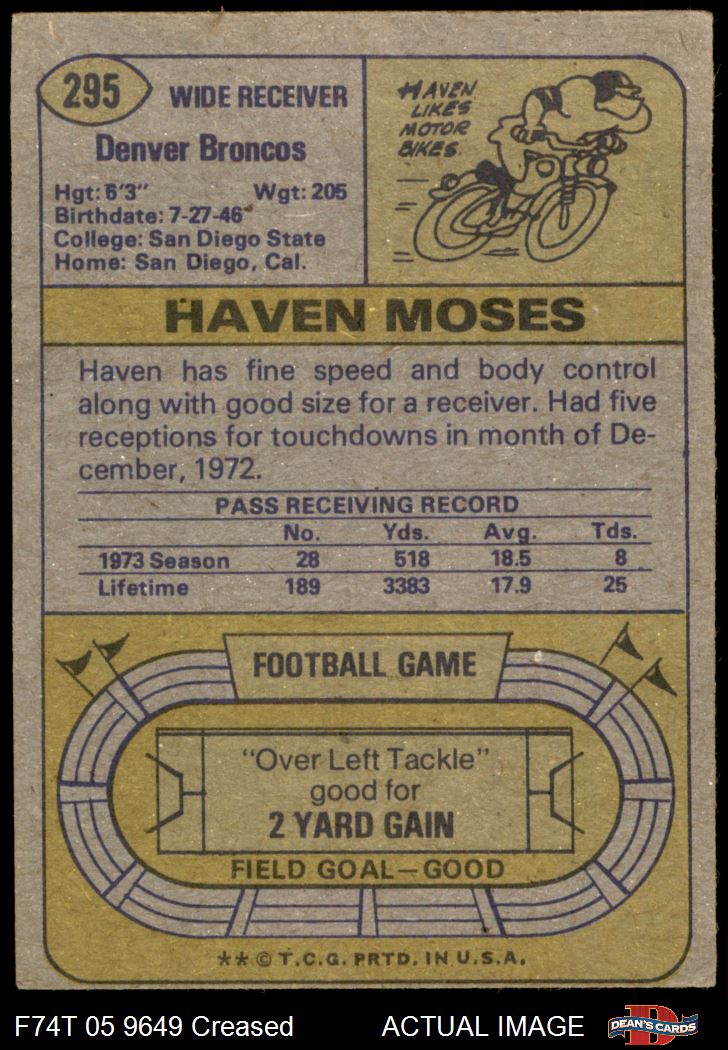 295
WIDE RECEIVER
Denver Broncos
Hgt: 6'3" Wgt: 205
Birthdate: 7-27-46
College: San Diego State
Home: San Diego, Cal.
HAVEN
LIKES
MOTOR
BIKES.
HAVEN MOSES
Haven has fine speed and body control
along with good size for a receiver. Had five
receptions for touchdowns in month of De-
cember, 1972.
PASS RECEIVING RECORD
No. Yds. Avg. Tds.
1973 Season 28 518 18.5 8
Lifetime 189 3383 17.9 25
FOOTBALL GAME
"Over Left Tackle"
good for
2 YARD GAIN
FIELD GOAL—GOOD
** © T.C.G. PRTD. IN U.S.A.
F74T 05 9649 Creased ACTUAL IMAGE
D
DEAN'S CARDS